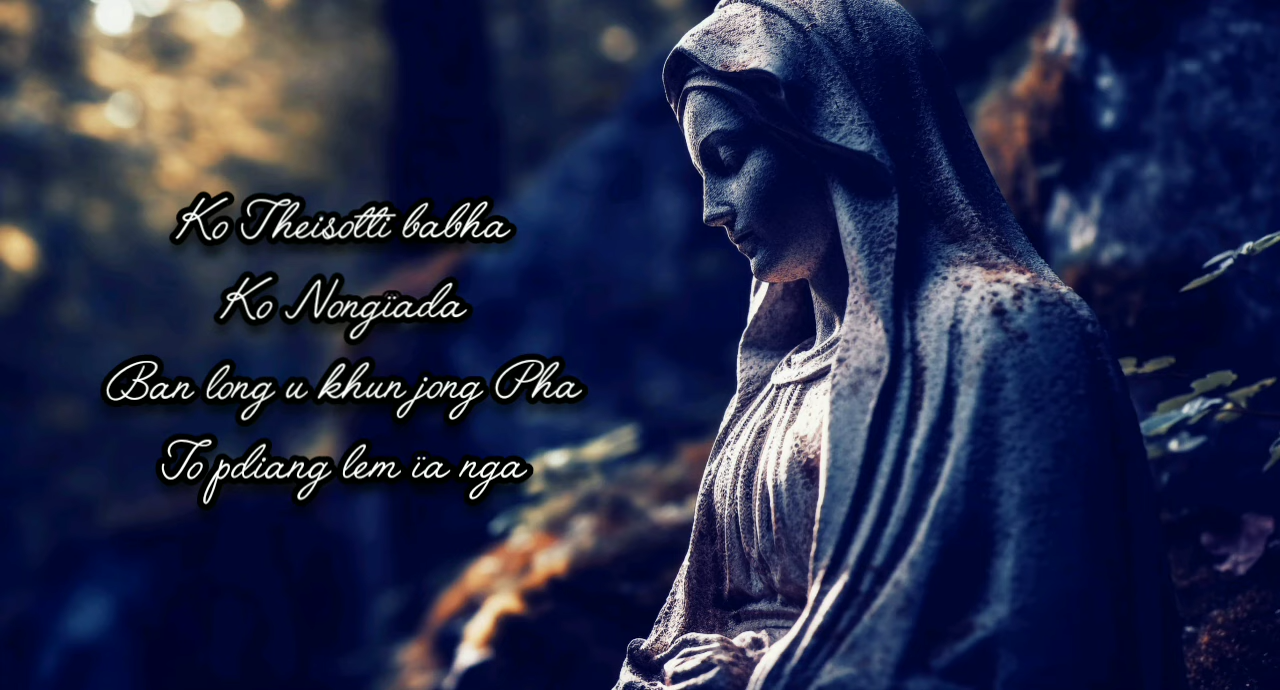 Ko Theisotti babha
Ko Nongïada
Ban long u khun jong Pha
To pdiang lem ïa nga